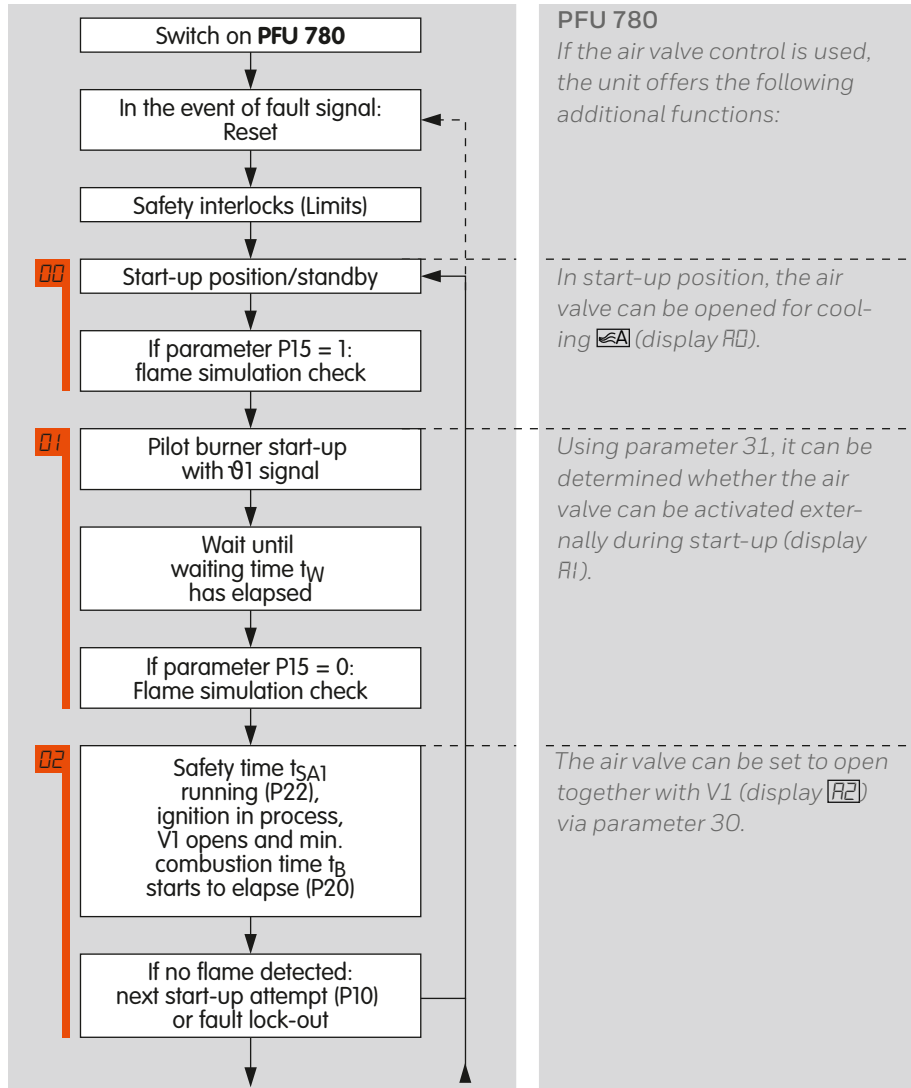 Switch on PFU 780
In the event of fault signal:
Reset
Safety interlocks (Limits)
00
Start-up position/standby
If parameter P15 = 1:
flame simulation check
01
Pilot burner start-up
with ϑ1 signal
Wait until
waiting time tW
has elapsed
If parameter P15 = 0:
Flame simulation check
02
Safety time tSA1
running (P22),
ignition in process,
V1 opens and min.
combustion time tB
starts to elapse (P20)
If no flame detected:
next start-up attempt (P10)
or fault lock-out
PFU 780
If the air valve control is used,
the unit offers the following
additional functions:
In start-up position, the air
valve can be opened for cool-
ing A (display A0).
Using parameter 31, it can be
determined whether the air
valve can be activated exter-
nally during start-up (display
A1).
The air valve can be set to open
together with V1 (display A2)
via parameter 30.